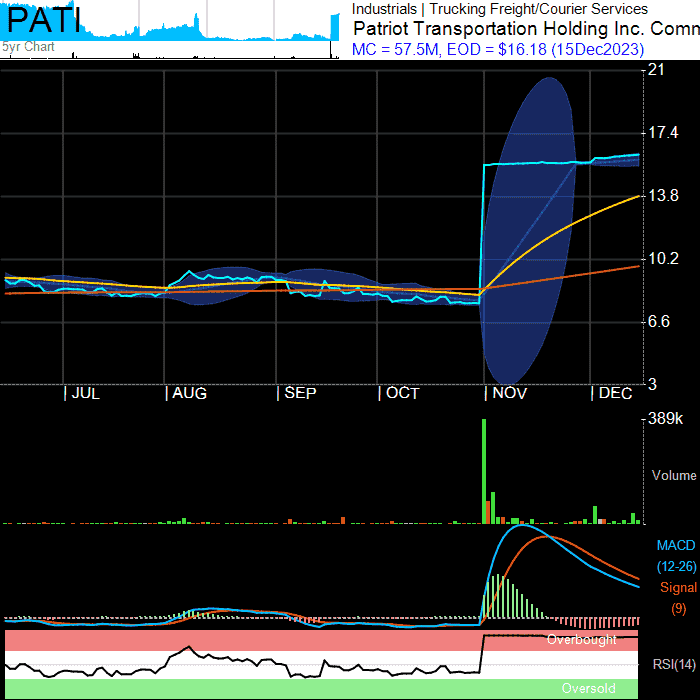 PATI
5yr Chart
Industrials | Trucking Freight/Courier Services
Patriot Transportation Holding Inc. Comn
MC = 57.5M, EOD = $16.18 (15Dec2023)
21
17.4
13.8
10.2
6.6
3
JUL
AUG
SEP
OCT
NOV
DEC
389k
Volume
MACD
(12-26)
Signal
(9)
Overbought
RSI(14)
Oversold